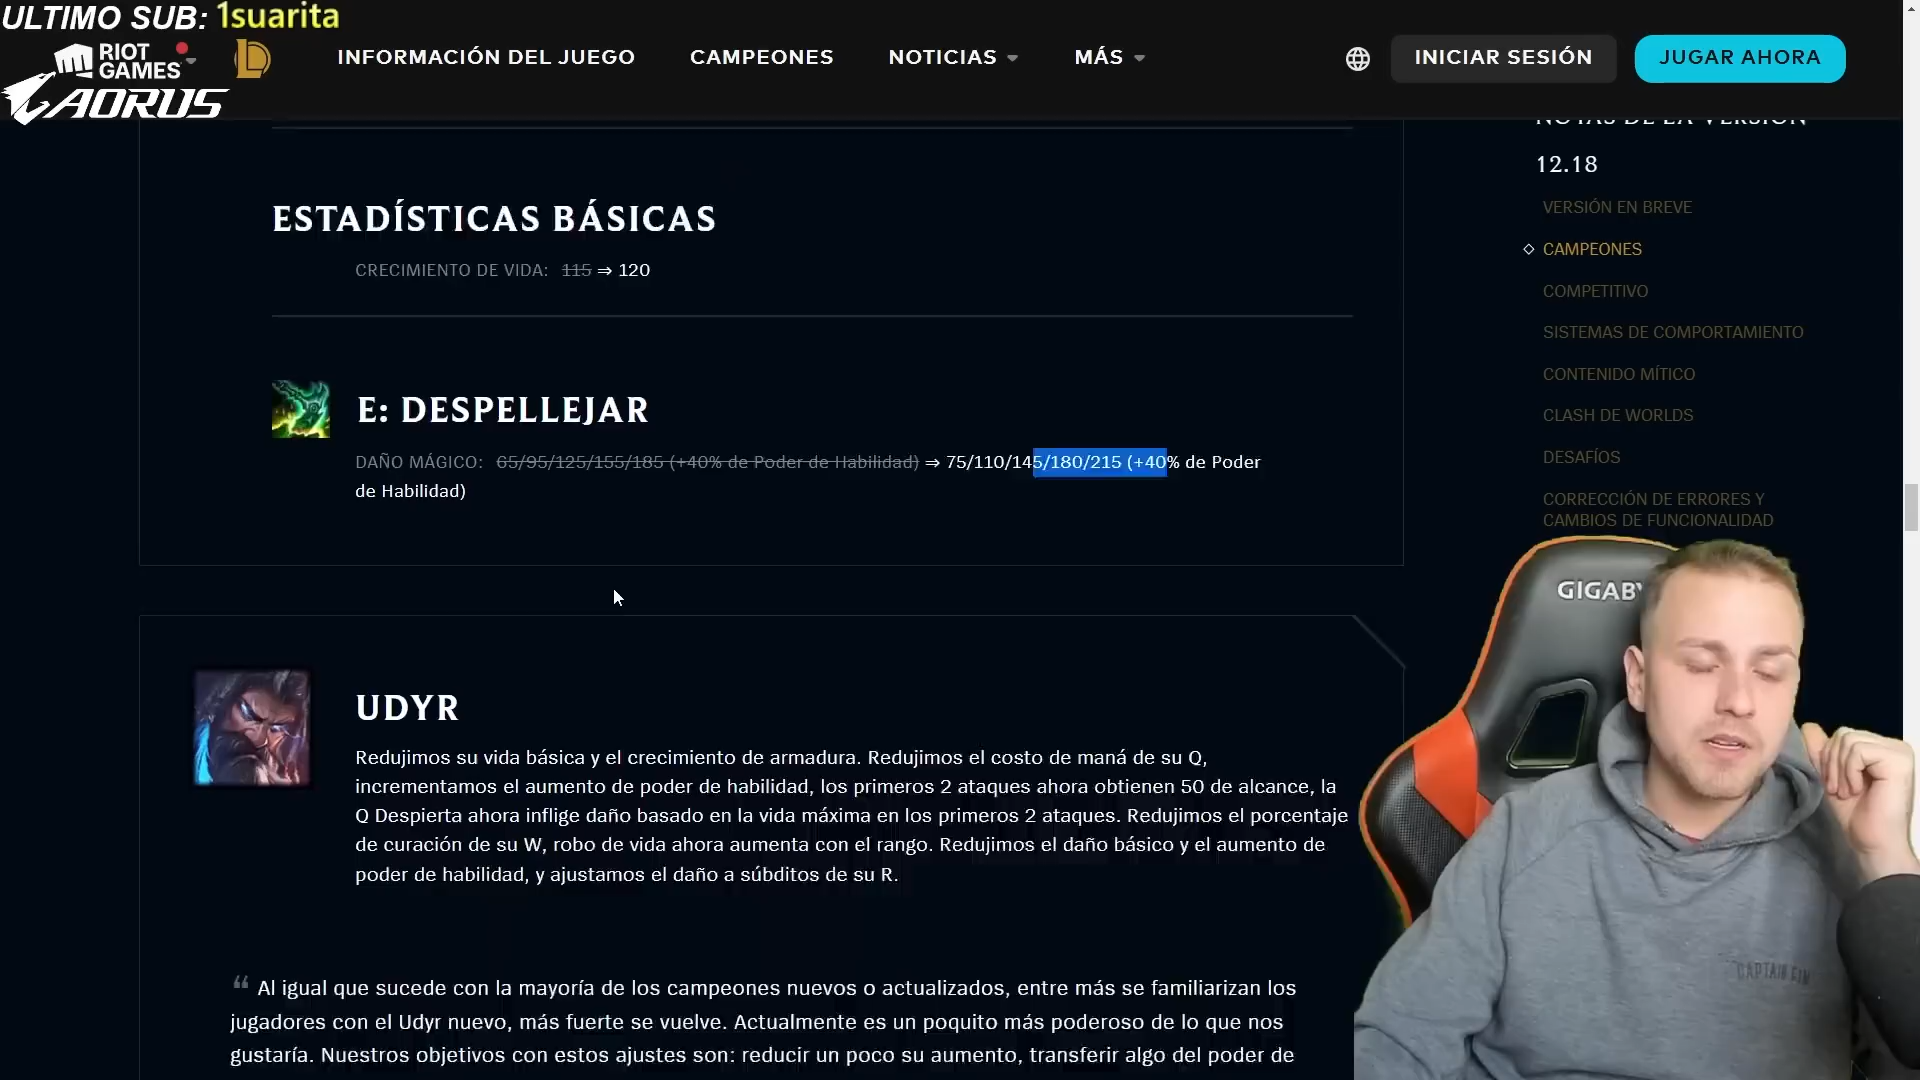 ULTIMO SUB: 1suarita
RIOT GAMES
AORUS
INFORMACIÓN DEL JUEGO
CAMPEONES
NOTICIAS
MÁS
INICIAR SESIÓN
JUGAR AHORA
NOTAS DE LA VERSIÓN
12.18
VERSIÓN EN BREVE
CAMPEONES
COMPETITIVO
SISTEMAS DE COMPORTAMIENTO
CONTENIDO MÍTICO
CLASH DE WORLDS
DESAFÍOS
CORRECCIÓN DE ERRORES Y
CAMBIOS DE FUNCIONALIDAD
ESTADÍSTICAS BÁSICAS
CRECIMIENTO DE VIDA: 115 ⇒ 120
E: DESPELLEJAR
DAÑO MÁGICO: 65/95/125/155/185 (+40% de Poder de Habilidad) ⇒ 75/110/145/180/215 (+40% de Poder
de Habilidad)
UDYR
Redujimos su vida básica y el crecimiento de armadura. Redujimos el costo de maná de su Q,
incrementamos el aumento de poder de habilidad, los primeros 2 ataques ahora obtienen 50 de alcance, la
Q Despierta ahora inflige daño basado en la vida máxima en los primeros 2 ataques. Redujimos el porcentaje
de curación de su W, robo de vida ahora aumenta con el rango. Redujimos el daño básico y el aumento de
poder de habilidad, y ajustamos el daño a súbditos de su R.
“ Al igual que sucede con la mayoría de los campeones nuevos o actualizados, entre más se familiarizan los
jugadores con el Udyr nuevo, más fuerte se vuelve. Actualmente es un poquito más poderoso de lo que nos
gustaría. Nuestros objetivos con estos ajustes son: reducir un poco su aumento, transferir algo del poder de
GIGABY